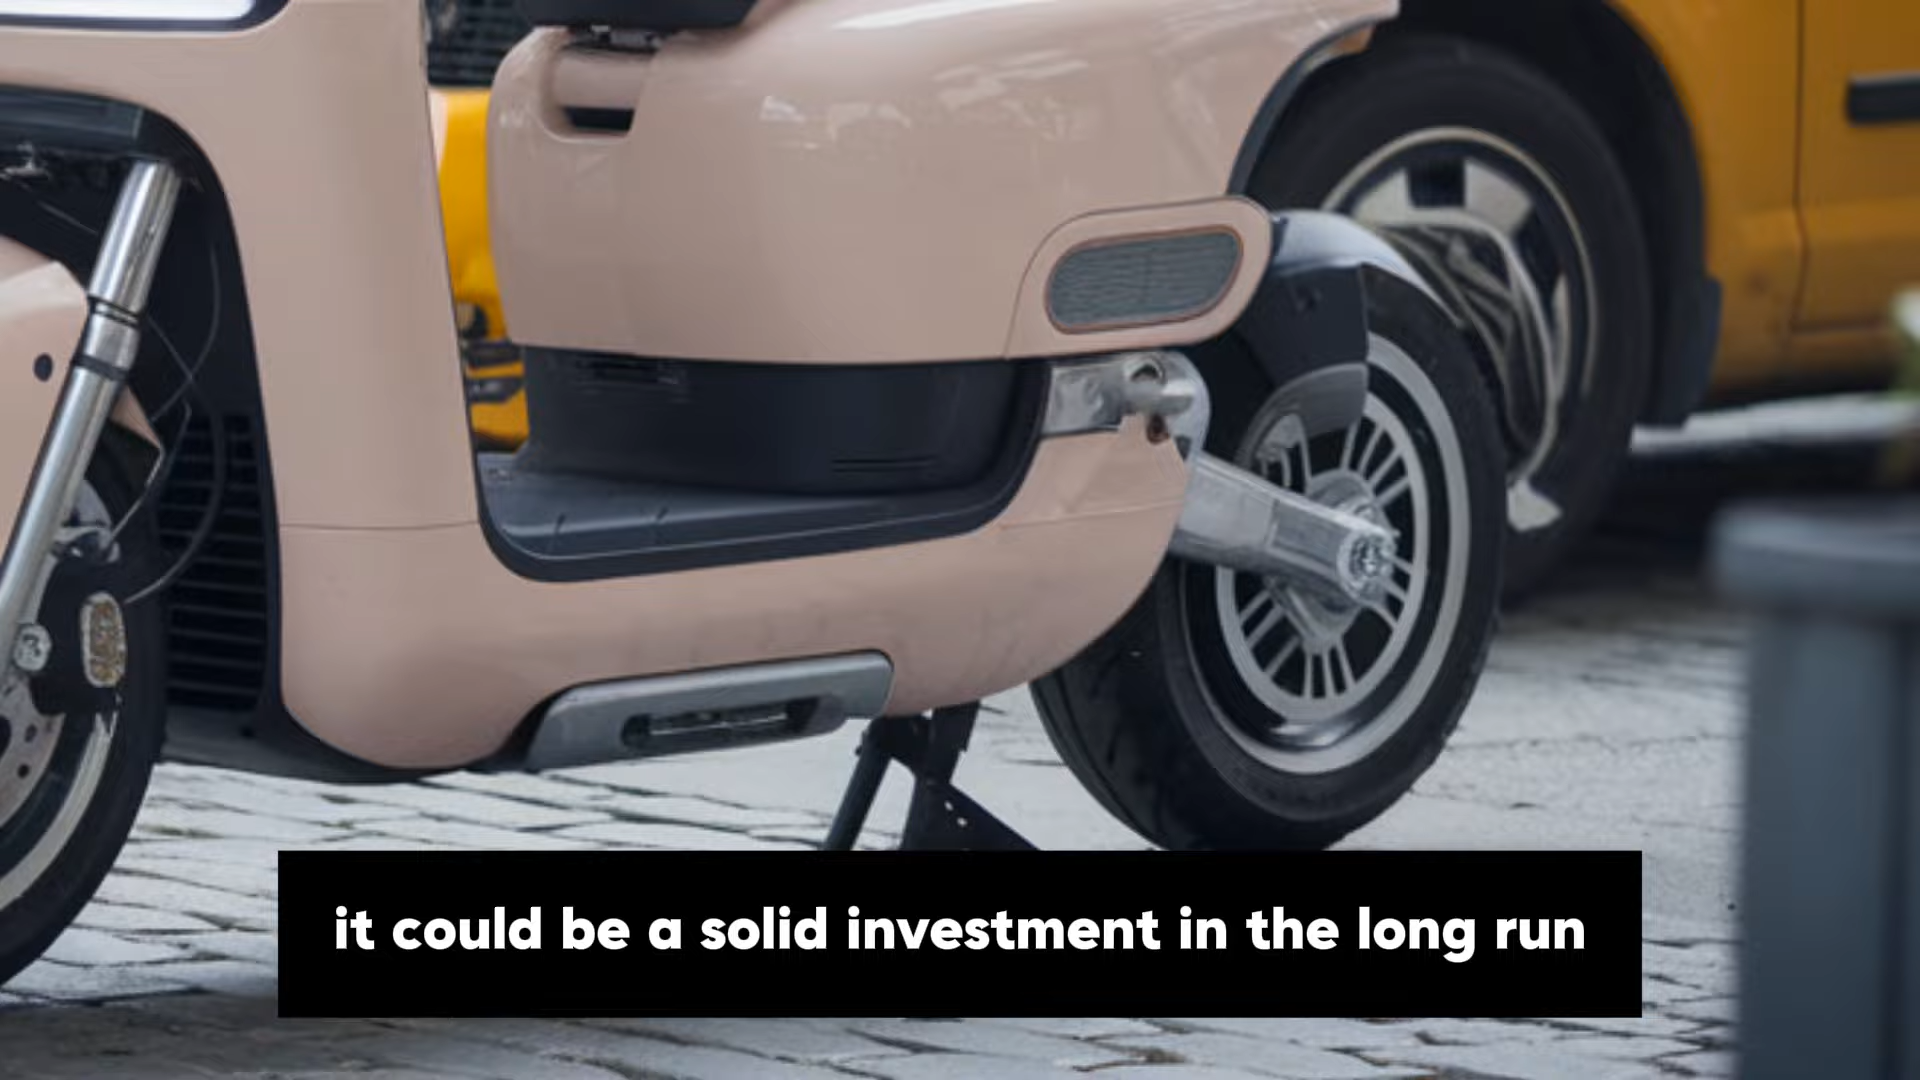 it could be a solid investment in the long run